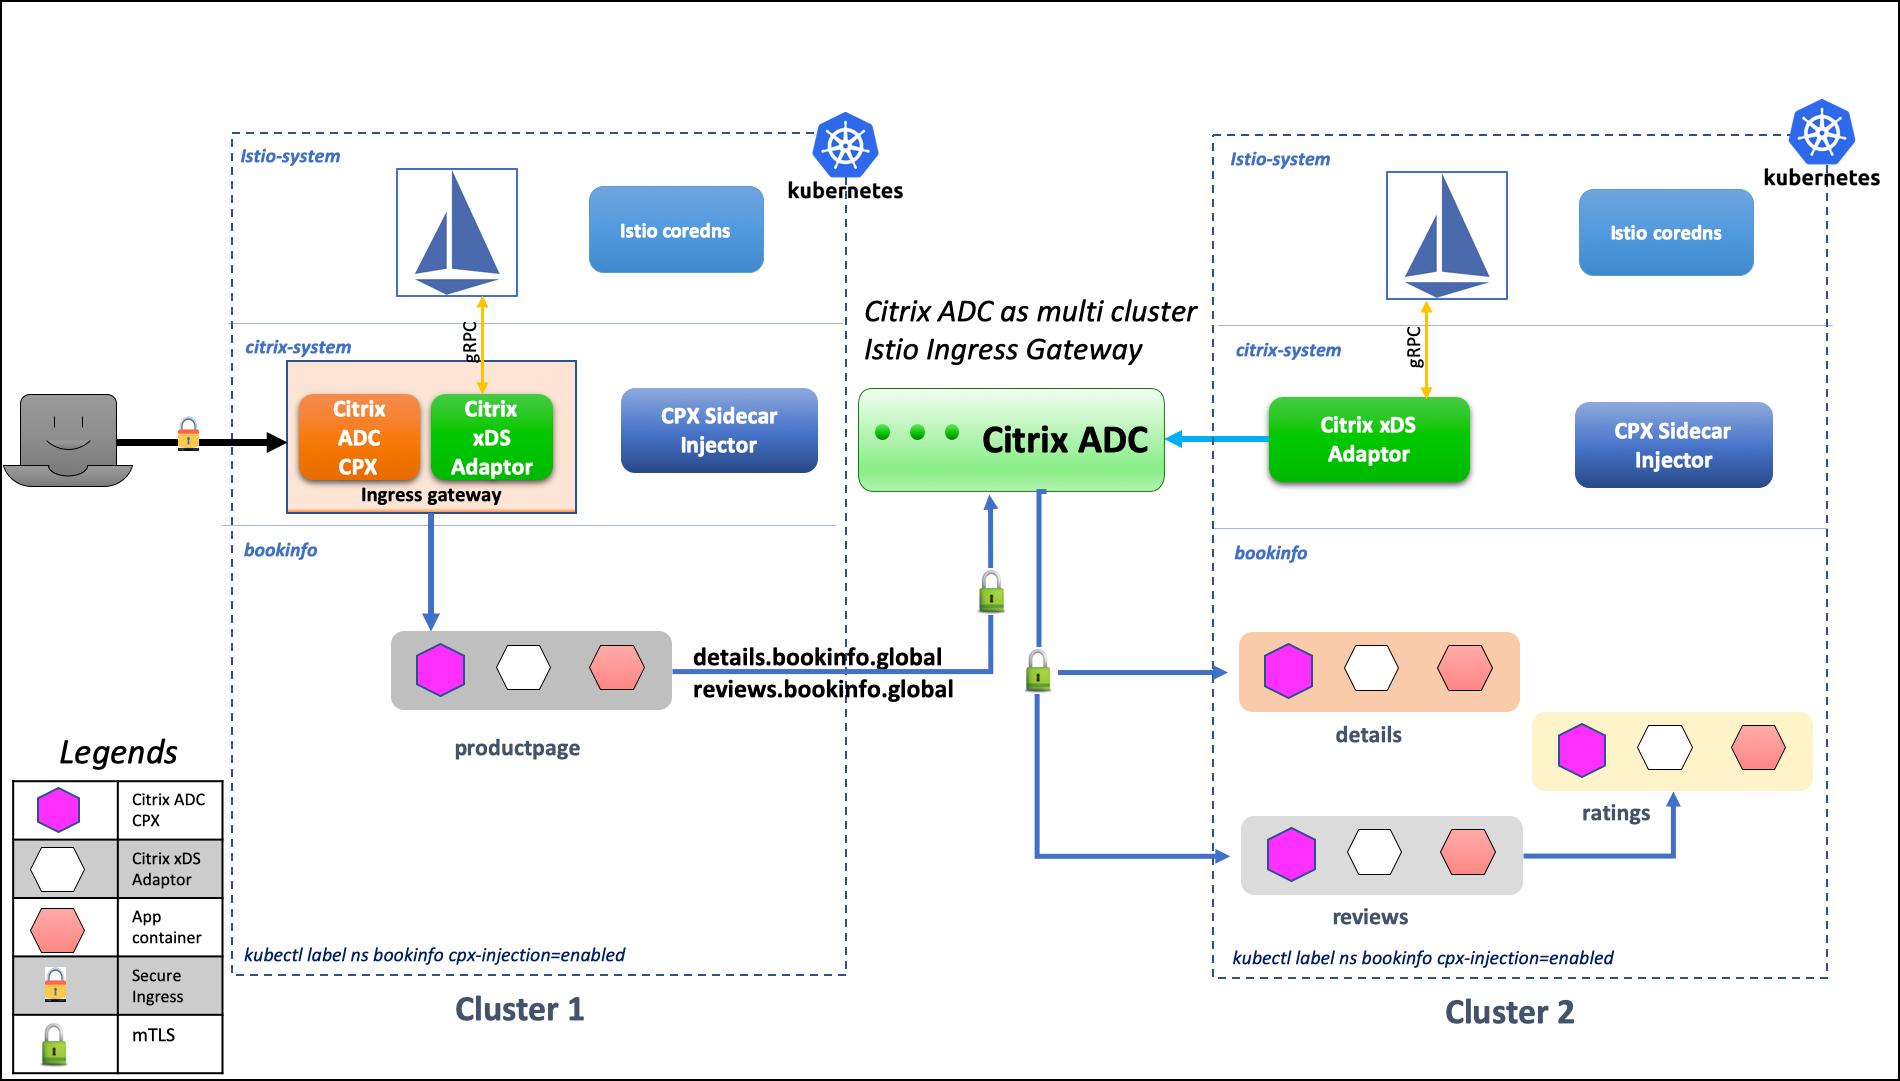 Istio-system
kubernetes
Istio coredns
gRPC
citrix-system
Citrix
ADC
CPX
Citrix
xDS
Adaptor
Ingress gateway
CPX Sidecar
Injector
bookinfo
productpage
details.bookinfo.global
reviews.bookinfo.global
kubectl label ns bookinfo cpx-injection=enabled
Cluster 1
Citrix ADC as multi cluster
Istio Ingress Gateway
Citrix ADC
Istio-system
kubernetes
Istio coredns
gRPC
citrix-system
Citrix xDS
Adaptor
CPX Sidecar
Injector
bookinfo
details
ratings
reviews
kubectl label ns bookinfo cpx-injection=enabled
Cluster 2
Legends
Citrix ADC
CPX
Citrix xDS
Adaptor
App
container
Secure
Ingress
mTLS